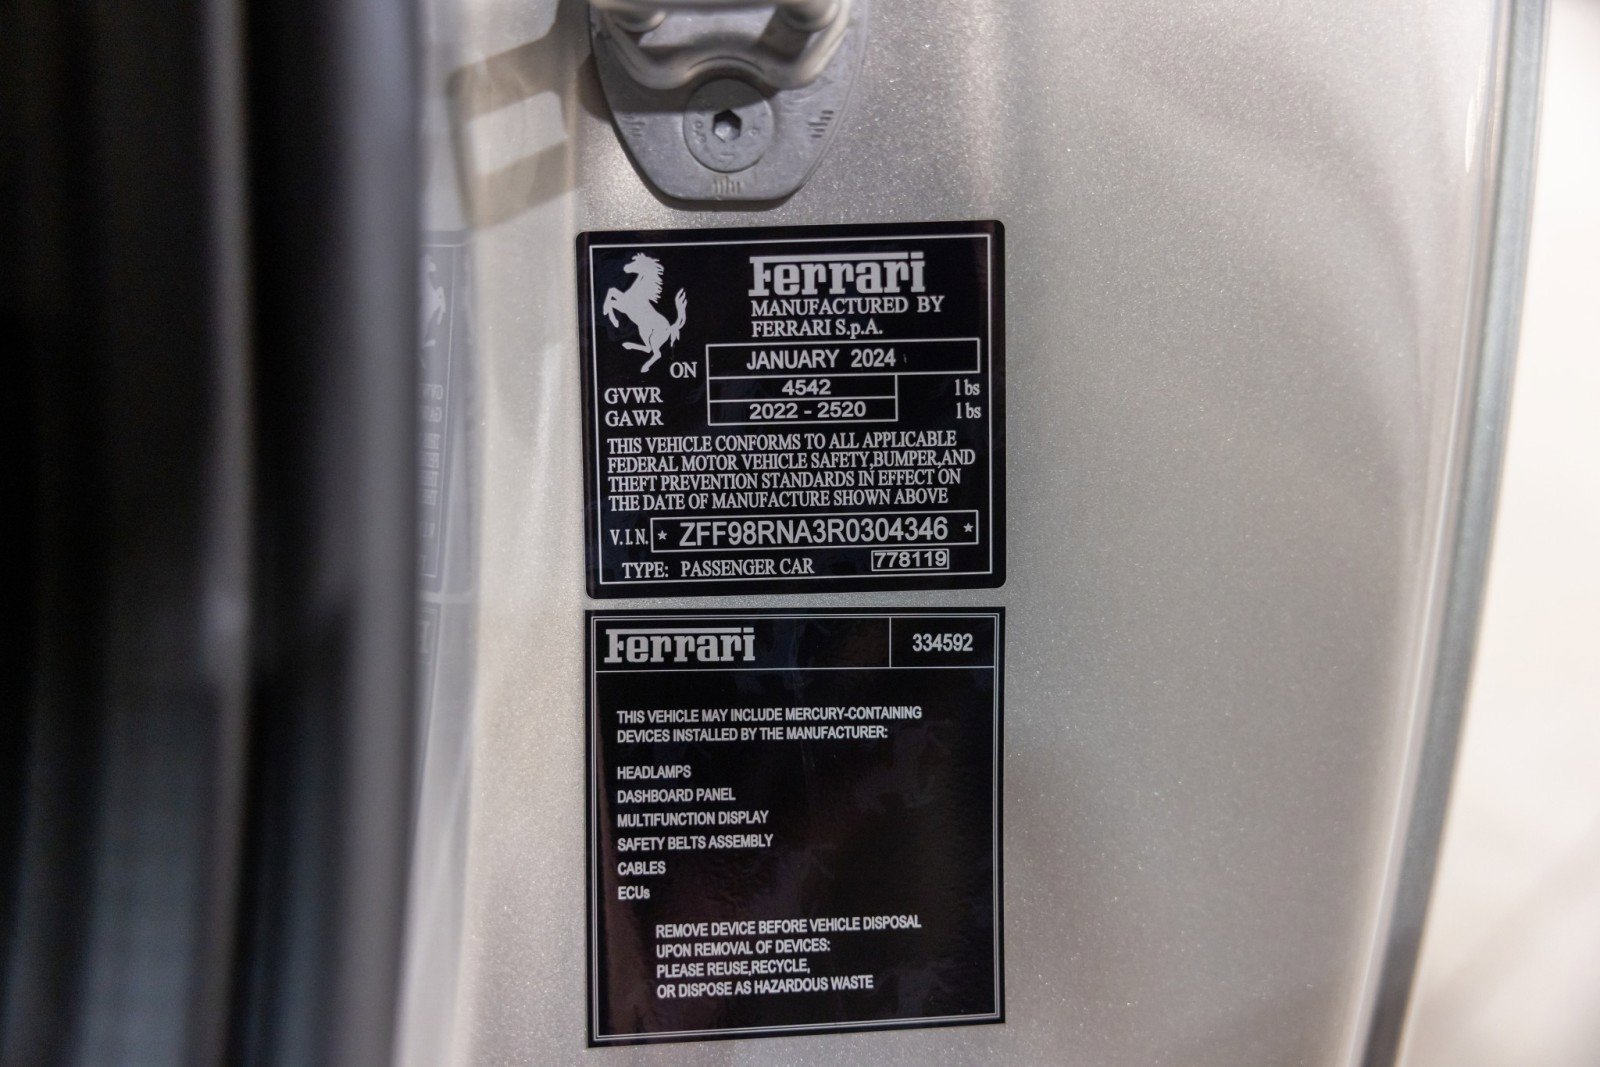 Ferrari
MANUFACTURED BY
FERRARI S.p.A.
ON JANUARY 2024
GVWR 4542 lbs
GAWR 2022 - 2520 lbs
THIS VEHICLE CONFORMS TO ALL APPLICABLE
FEDERAL MOTOR VEHICLE SAFETY,BUMPER,AND
THEFT PREVENTION STANDARDS IN EFFECT ON
THE DATE OF MANUFACTURE SHOWN ABOVE
V.I.N. * ZFF98RNA3R0304346 *
TYPE: PASSENGER CAR 778119
Ferrari 334592
THIS VEHICLE MAY INCLUDE MERCURY-CONTAINING
DEVICES INSTALLED BY THE MANUFACTURER:
HEADLAMPS
DASHBOARD PANEL
MULTIFUNCTION DISPLAY
SAFETY BELTS ASSEMBLY
CABLES
ECUs
REMOVE DEVICE BEFORE VEHICLE DISPOSAL
UPON REMOVAL OF DEVICES:
PLEASE REUSE,RECYCLE,
OR DISPOSE AS HAZARDOUS WASTE